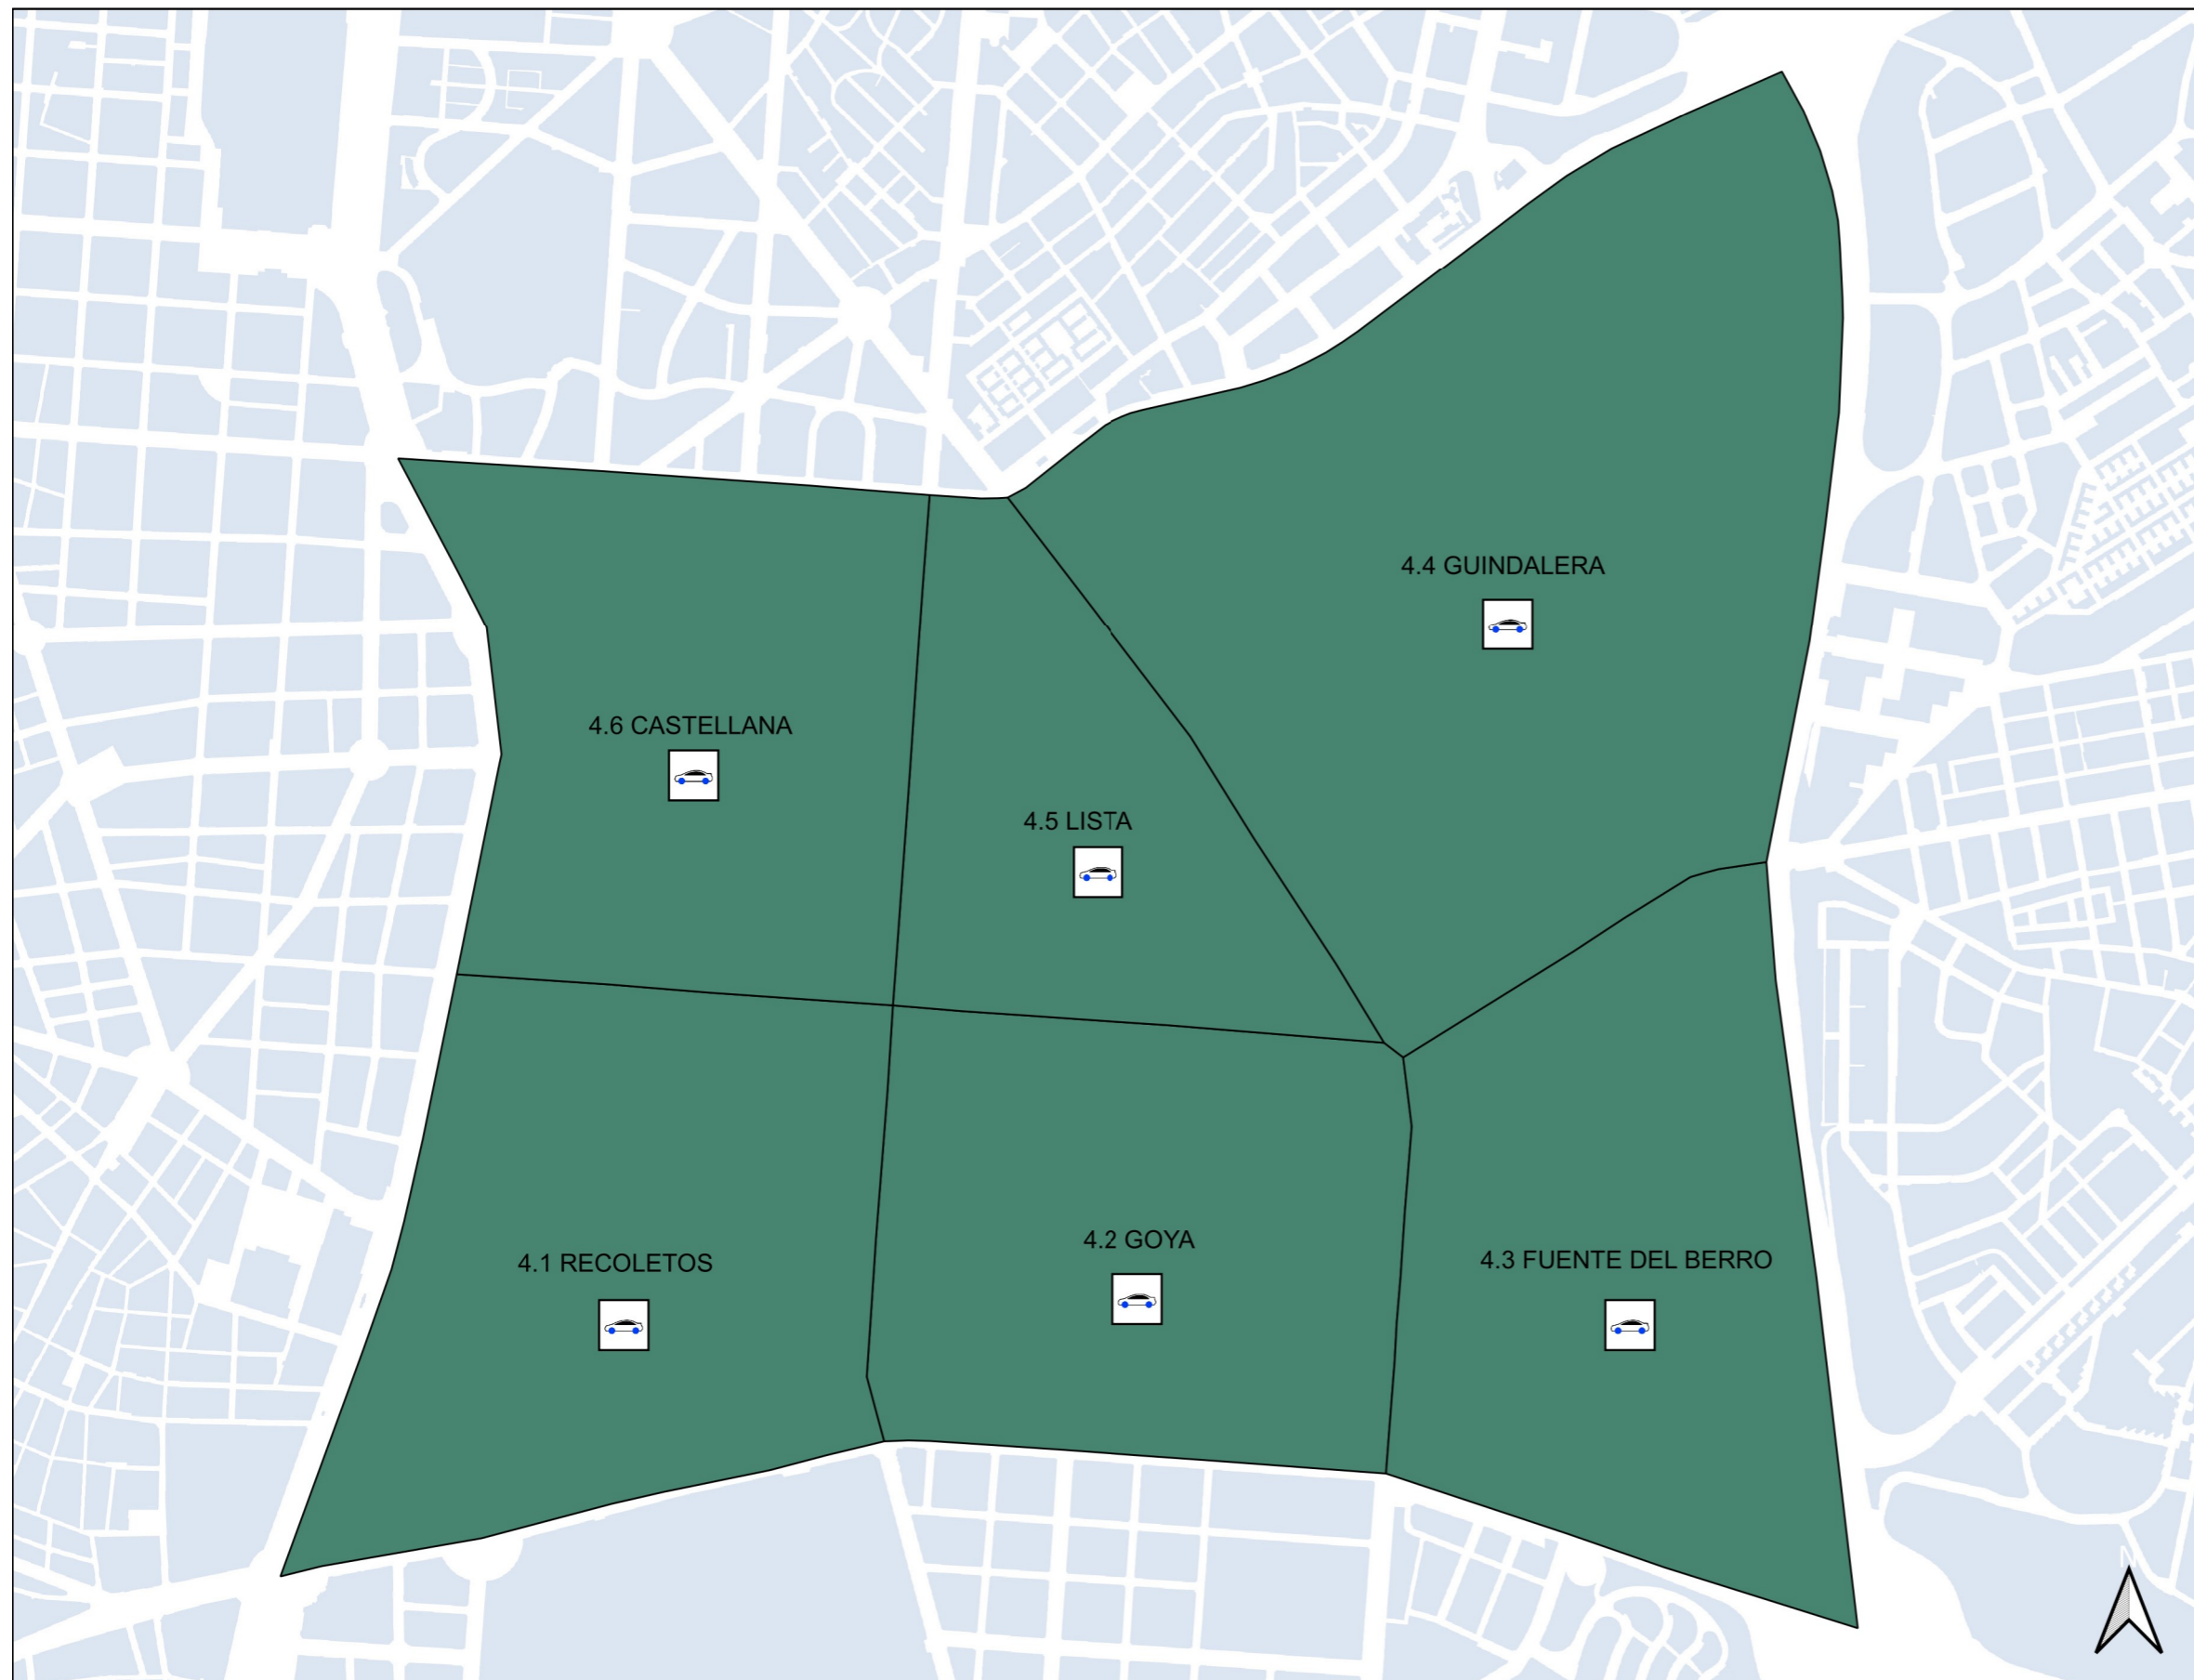 4.4 GUINDALERA
4.6 CASTELLANA
4.5 LISTA
4.2 GOYA
4.1 RECOLETOS
4.3 FUENTE DEL BERRO
N